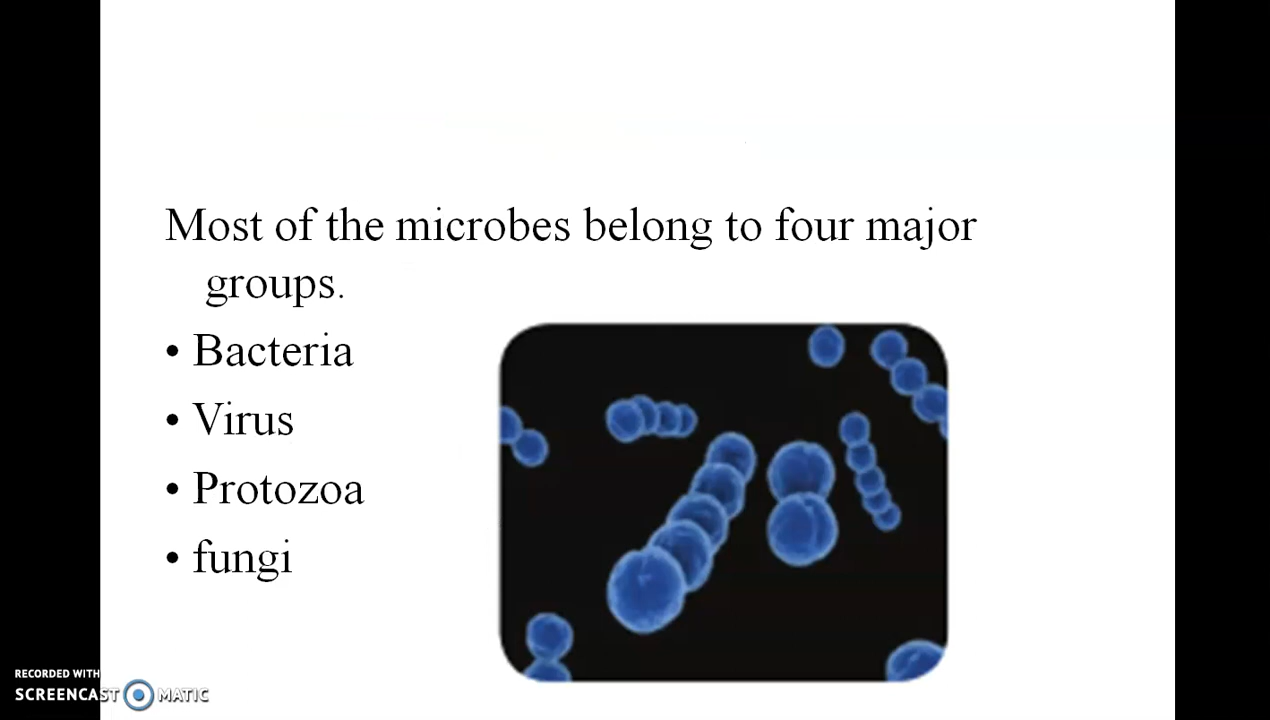 Most of the microbes belong to four major
groups.
• Bacteria
• Virus
• Protozoa
• fungi
RECORDED WITH
SCREENCAST MATIC